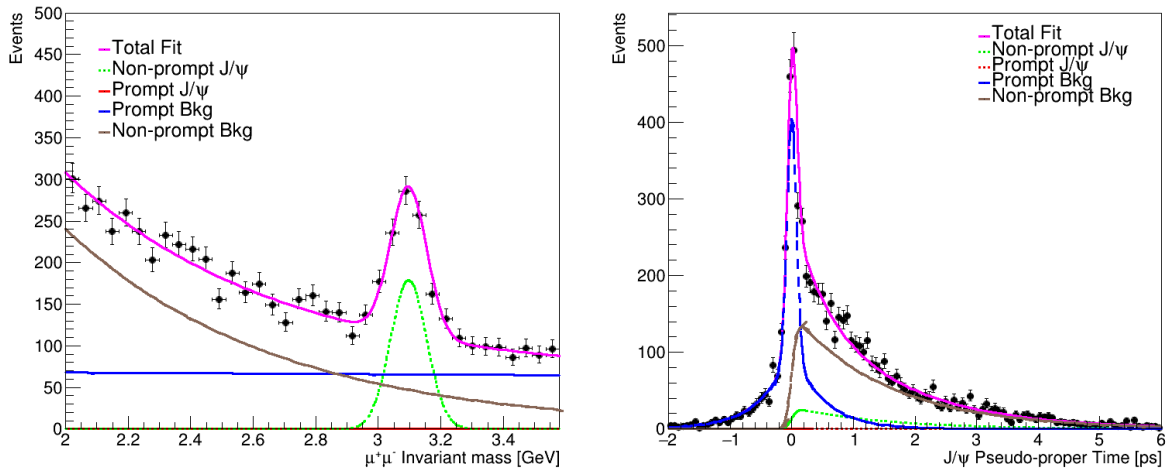 Events
500
450
400
350
300
250
200
150
100
50
0
Total Fit
Non-prompt J/ψ
Prompt J/ψ
Prompt Bkg
Non-prompt Bkg
2 2.2 2.4 2.6 2.8 3 3.2 3.4
μ⁺μ⁻ Invariant mass [GeV]
Events
500
400
300
200
100
0
Total Fit
Non-prompt J/ψ
Prompt J/ψ
Prompt Bkg
Non-prompt Bkg
−2 −1 0 1 2 3 4 5 6
J/ψ Pseudo-proper Time [ps]